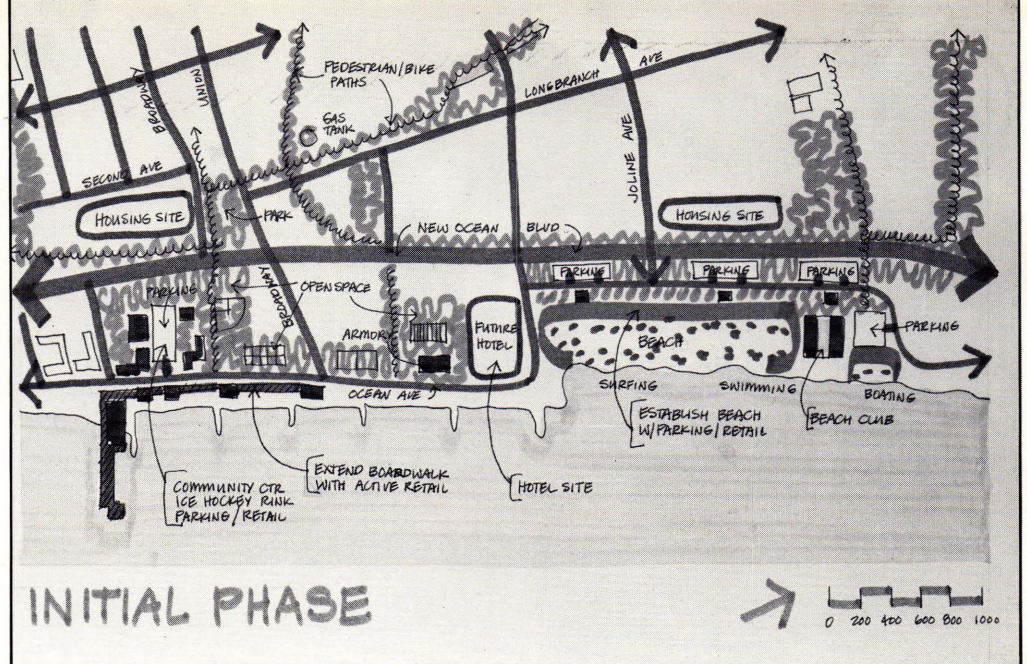 PEDESTRIAN/BIKE
PATHS
GAS
TANK
BROADWAY
UNION
LONGBRANCH AVE
JOLINE AVE
SECOND AVE
HOUSING SITE
PARK
HOUSING SITE
NEW OCEAN BLVD
PARKING
BROADWAY
OPEN SPACE
ARMORY
FUTURE
HOTEL
PARKING
PARKING
PARKING
BEACH
PARKING
OCEAN AVE
SURFING
SWIMMING
BOATING
ESTABLISH BEACH
W/PARKING/RETAIL
BEACH CLUB
COMMUNITY CTR
ICE HOCKEY RINK
PARKING/RETAIL
EXTEND BOARDWALK
WITH ACTIVE RETAIL
HOTEL SITE
INITIAL PHASE
0 200 400 600 800 1000